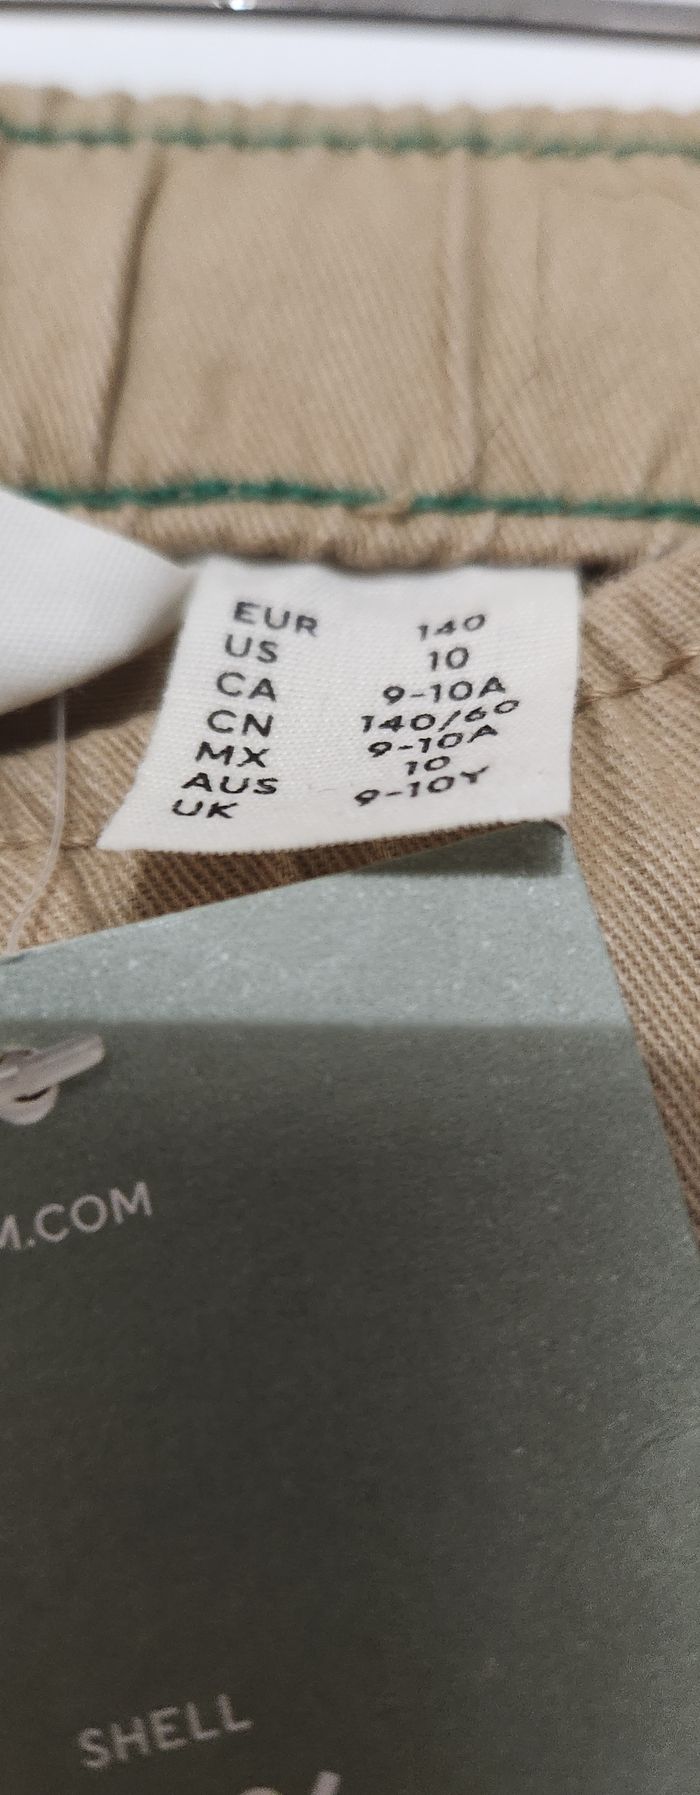 EUR 140
US 10
CA 9-10A
CN 140/60
MX 9-10A
AUS 10
UK 9-10Y
M.COM
SHELL